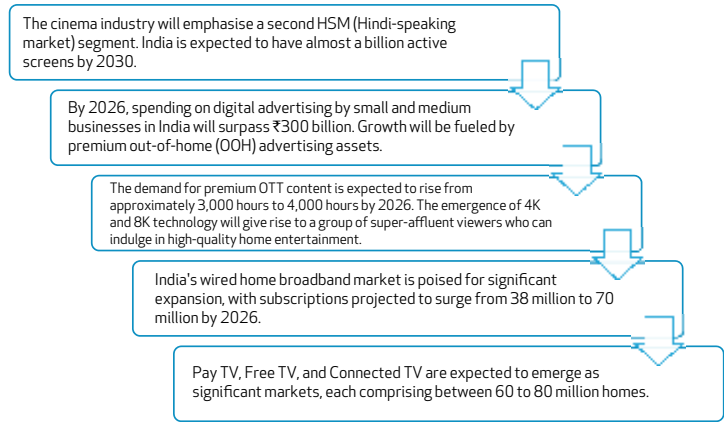 The cinema industry will emphasise a second HSM (Hindi-speaking
market) segment. India is expected to have almost a billion active
screens by 2030.
By 2026, spending on digital advertising by small and medium
businesses in India will surpass ₹300 billion. Growth will be fueled by
premium out-of-home (OOH) advertising assets.
The demand for premium OTT content is expected to rise from
approximately 3,000 hours to 4,000 hours by 2026. The emergence of 4K
and 8K technology will give rise to a group of super-affluent viewers who can
indulge in high-quality home entertainment.
India's wired home broadband market is poised for significant
expansion, with subscriptions projected to surge from 38 million to 70
million by 2026.
Pay TV, Free TV, and Connected TV are expected to emerge as
significant markets, each comprising between 60 to 80 million homes.